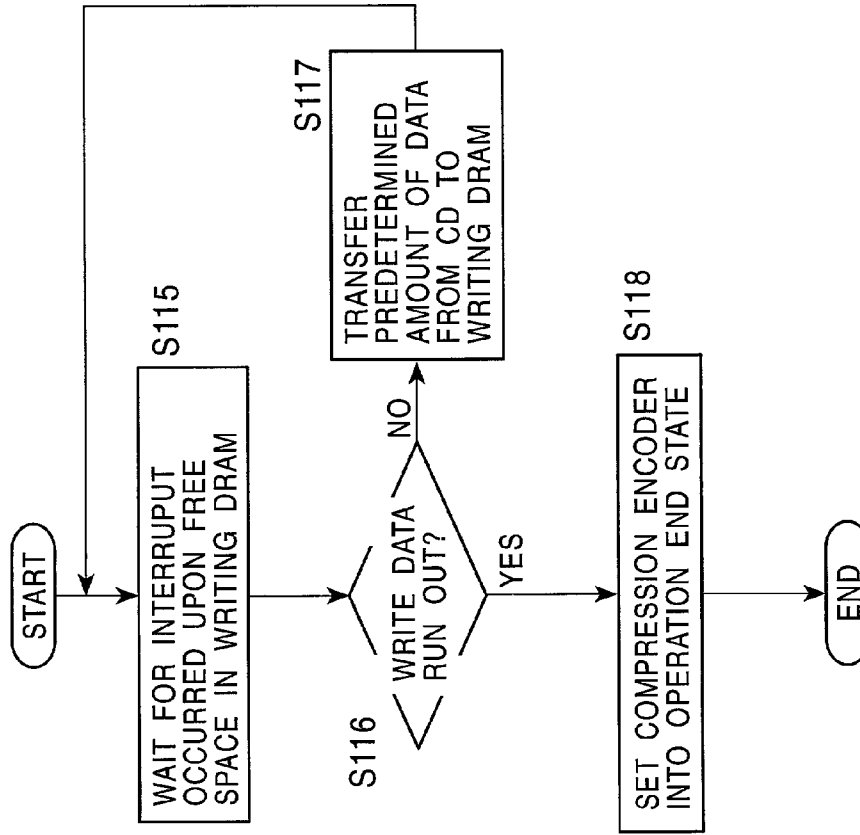 START
WAIT FOR INTERRUPUT
OCCURRED UPON FREE
SPACE IN WRITING DRAM
S115
S116
WRITE DATA
RUN OUT?
NO
YES
S117
TRANSFER
PREDETERMINED
AMOUNT OF DATA
FROM CD TO
WRITING DRAM
S118
SET COMPRESSION ENCODER
INTO OPERATION END STATE
END